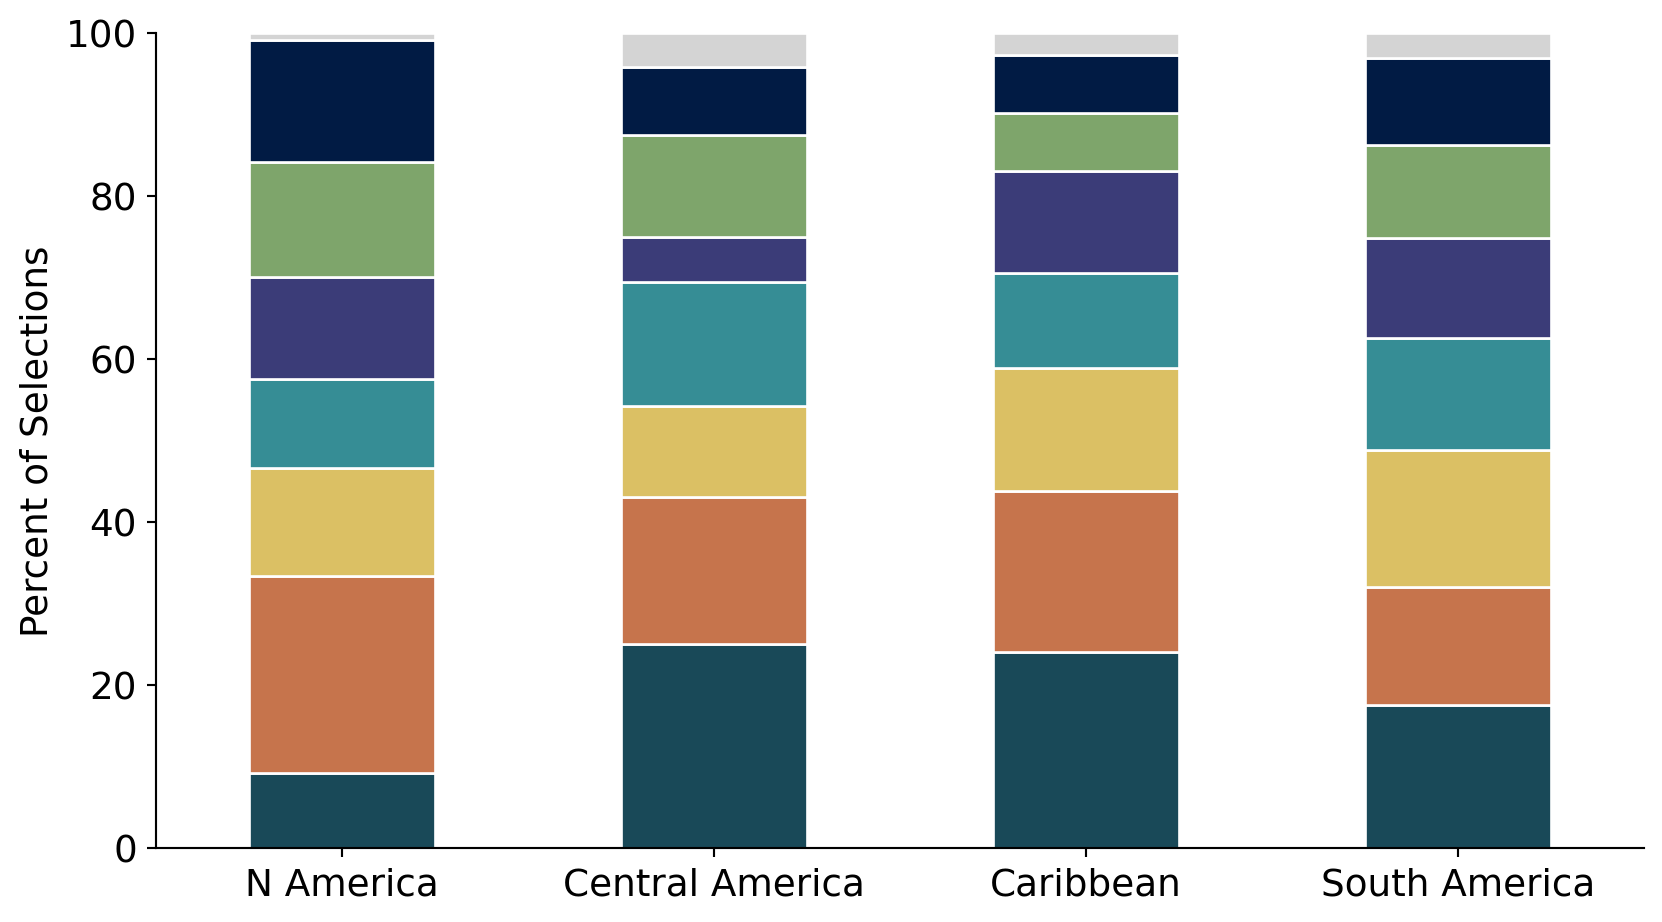 Percent of Selections
100
80
60
40
20
0
N America
Central America
Caribbean
South America